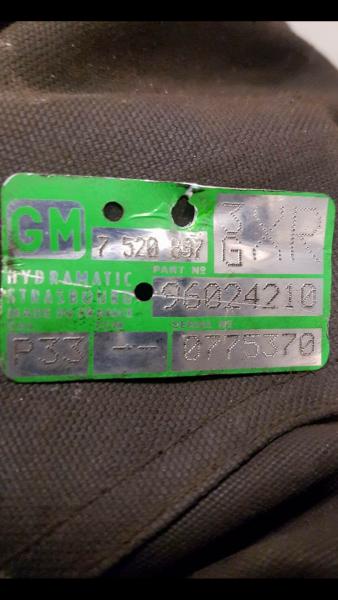 GM
7 520 897
3XR
G
PART Nº
HYDRAMATIC
STRASBOURG
96024210
MADE IN FRANCE
SERIAL Nº
P33 -- 0775370